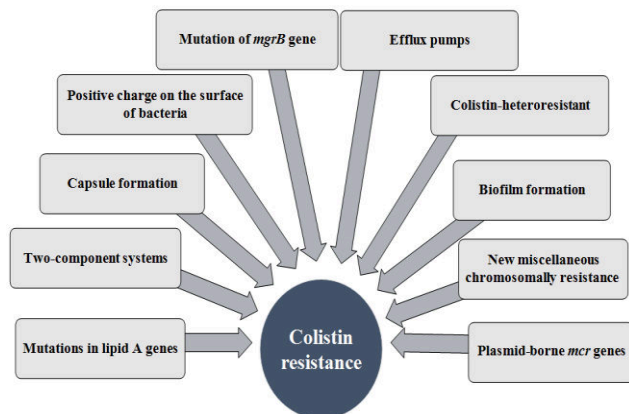 Mutation of mgrB gene
Efflux pumps
Positive charge on the surface
of bacteria
Colistin-heteroresistant
Capsule formation
Biofilm formation
Two-component systems
New miscellaneous
chromosomally resistance
Mutations in lipid A genes
Colistin
resistance
Plasmid-borne mcr genes